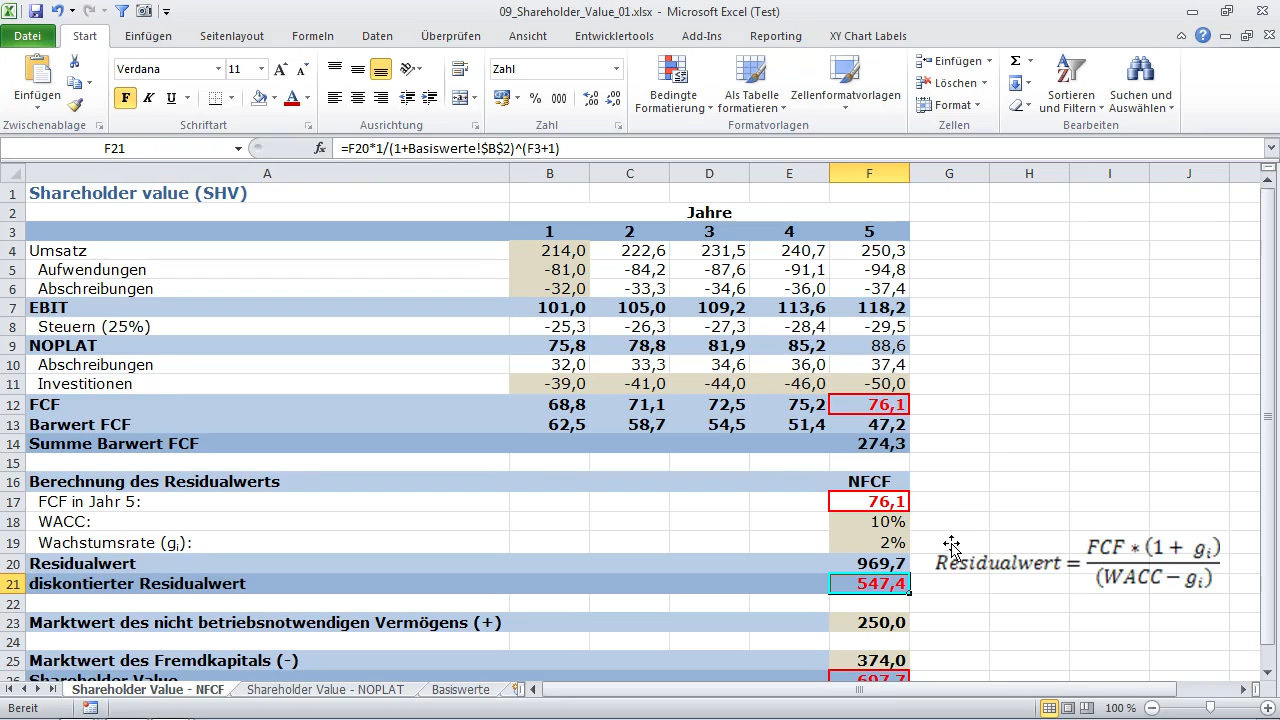 09_Shareholder_Value_01.xlsx - Microsoft Excel (Test)
Datei Start Einfügen Seitenlayout Formeln Daten Überprüfen Ansicht Entwicklertools Add-Ins Reporting XY Chart Labels
Einfügen
Verdana 11
F K U
Zahl
% 000
Bedingte Formatierung
Als Tabelle formatieren
Zellenformatvorlagen
Einfügen
Löschen
Format
Sortieren und Filtern
Suchen und Auswählen
Zwischenablage Schriftart Ausrichtung Zahl Formatvorlagen Zellen Bearbeiten
F21 fx =F20*1/(1+Basiswerte!$B$2)^(F3+1)
A B C D E F G H I J
1 Shareholder value (SHV)
2 Jahre
3 1 2 3 4 5
4 Umsatz 214,0 222,6 231,5 240,7 250,3
5 Aufwendungen -81,0 -84,2 -87,6 -91,1 -94,8
6 Abschreibungen -32,0 -33,3 -34,6 -36,0 -37,4
7 EBIT 101,0 105,0 109,2 113,6 118,2
8 Steuern (25%) -25,3 -26,3 -27,3 -28,4 -29,5
9 NOPLAT 75,8 78,8 81,9 85,2 88,6
10 Abschreibungen 32,0 33,3 34,6 36,0 37,4
11 Investitionen -39,0 -41,0 -44,0 -46,0 -50,0
12 FCF 68,8 71,1 72,5 75,2 76,1
13 Barwert FCF 62,5 58,7 54,5 51,4 47,2
14 Summe Barwert FCF 274,3
15
16 Berechnung des Residualwerts NFCF
17 FCF in Jahr 5: 76,1
18 WACC: 10%
19 Wachstumsrate (gi): 2%
20 Residualwert 969,7
Residualwert = FCF * (1 + gi) / (WACC − gi)
21 diskontierter Residualwert 547,4
22
23 Marktwert des nicht betriebsnotwendigen Vermögens (+) 250,0
24
25 Marktwert des Fremdkapitals (-) 374,0
26 Shareholder Value 697,7
Shareholder Value - NFCF Shareholder Value - NOPLAT Basiswerte
Bereit 100 %